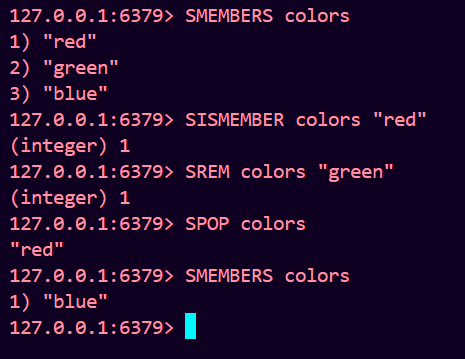 127.0.0.1:6379> SMEMBERS colors
1) "red"
2) "green"
3) "blue"
127.0.0.1:6379> SISMEMBER colors "red"
(integer) 1
127.0.0.1:6379> SREM colors "green"
(integer) 1
127.0.0.1:6379> SPOP colors
"red"
127.0.0.1:6379> SMEMBERS colors
1) "blue"
127.0.0.1:6379>